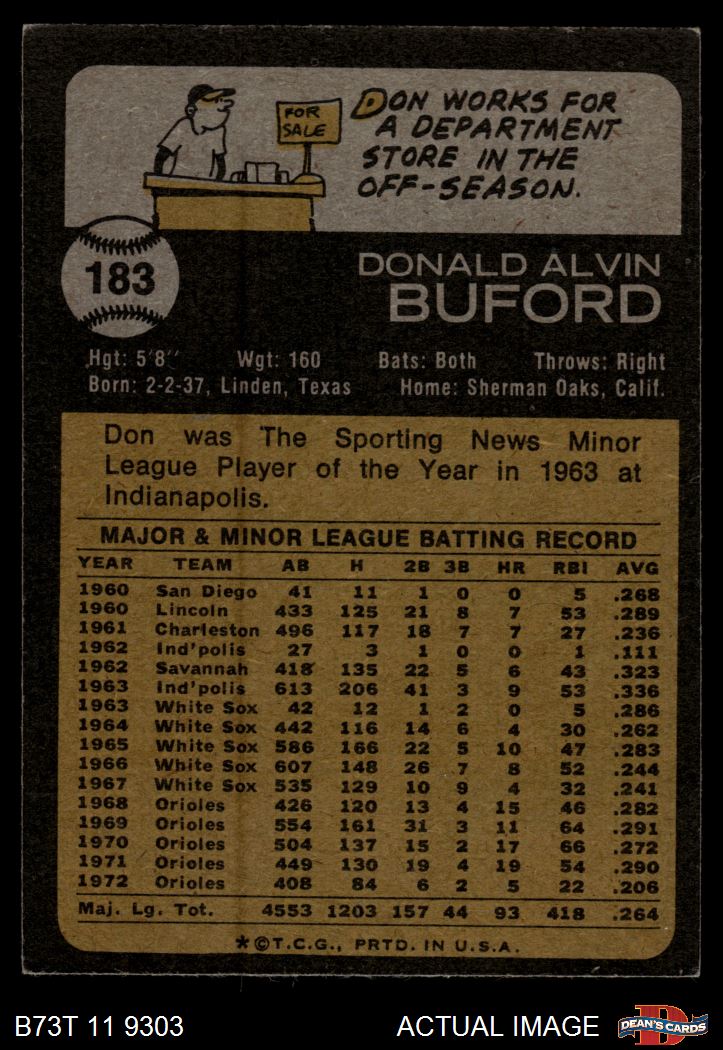 FOR
SALE
DON WORKS FOR
A DEPARTMENT
STORE IN THE
OFF-SEASON.
183
DONALD ALVIN
BUFORD
Hgt: 5'8'' Wgt: 160 Bats: Both Throws: Right
Born: 2-2-37, Linden, Texas Home: Sherman Oaks, Calif.
Don was The Sporting News Minor
League Player of the Year in 1963 at
Indianapolis.
MAJOR & MINOR LEAGUE BATTING RECORD
YEAR TEAM AB H 2B 3B HR RBI AVG
1960 San Diego 41 11 1 0 0 5 .268
1960 Lincoln 433 125 21 8 7 53 .289
1961 Charleston 496 117 18 7 7 27 .236
1962 Ind'polis 27 3 1 0 0 1 .111
1962 Savannah 418 135 22 5 6 43 .323
1963 Ind'polis 613 206 41 3 9 53 .336
1963 White Sox 42 12 1 2 0 5 .286
1964 White Sox 442 116 14 6 4 30 .262
1965 White Sox 586 166 22 5 10 47 .283
1966 White Sox 607 148 26 7 8 52 .244
1967 White Sox 535 129 10 9 4 32 .241
1968 Orioles 426 120 13 4 15 46 .282
1969 Orioles 554 161 31 3 11 64 .291
1970 Orioles 504 137 15 2 17 66 .272
1971 Orioles 449 130 19 4 19 54 .290
1972 Orioles 408 84 6 2 5 22 .206
Maj. Lg. Tot. 4553 1203 157 44 93 418 .264
*©T.C.G., PRTD. IN U.S.A.
B73T 11 9303 ACTUAL IMAGE DEAN'S CARDS